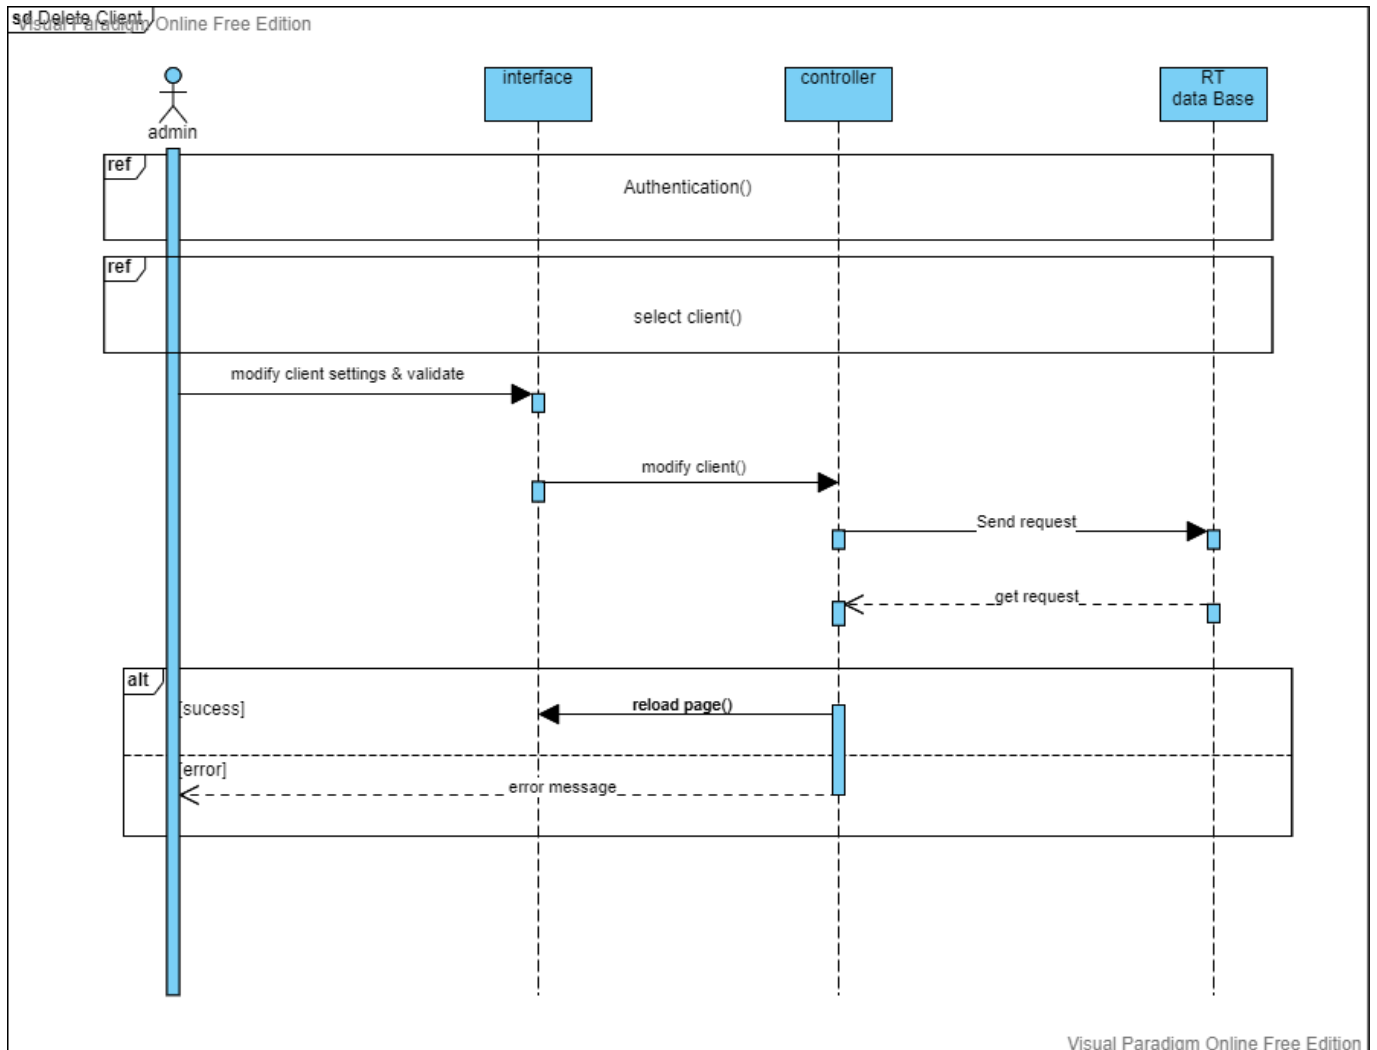 sd Delete Client
Visual Paradigm Online Free Edition
admin
interface
controller
RT
data Base
ref
Authentication()
ref
select client()
modify client settings & validate
modify client()
Send request
get request
alt
[sucess]
reload page()
[error]
error message
Visual Paradigm Online Free Edition